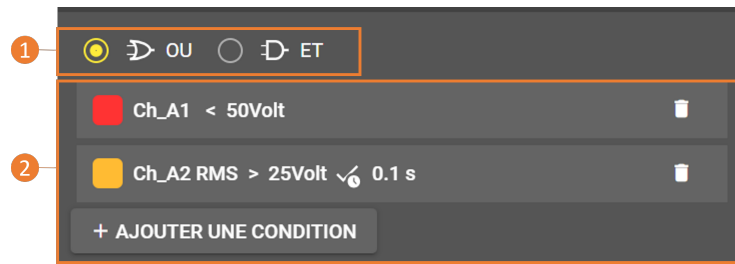 1 OU ET
Ch_A1 < 50Volt
2 Ch_A2 RMS > 25Volt 0.1 s
+ AJOUTER UNE CONDITION